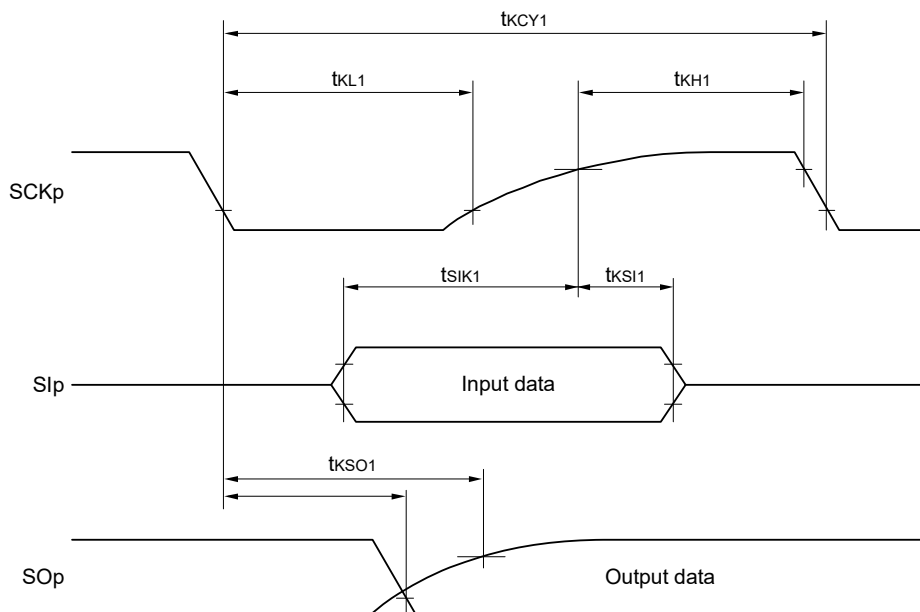 tKCY1
tKL1
tKH1
SCKp
tSIK1
tKSI1
SIp
Input data
tKSO1
SOp
Output data